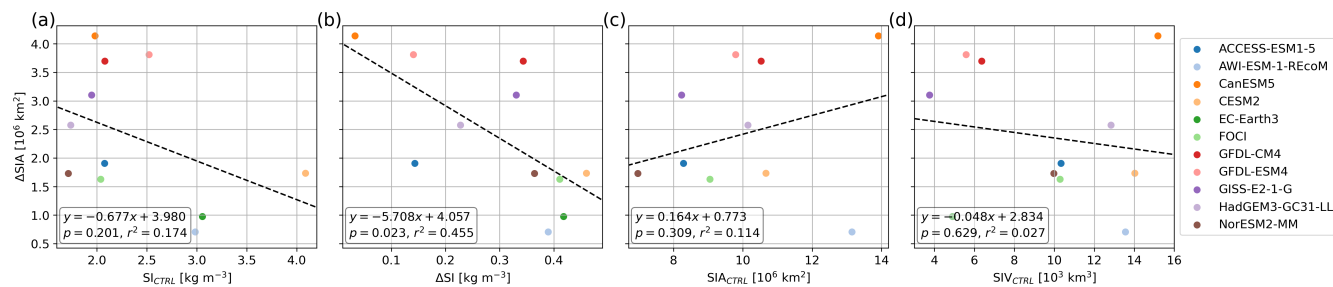 (a)
(b)
(c)
(d)
ΔSIA [10⁶ km²]
4.0
3.5
3.0
2.5
2.0
1.5
1.0
0.5
y = −0.677x + 3.980
p = 0.201, r² = 0.174
2.0 2.5 3.0 3.5 4.0
SI_CTRL [kg m⁻³]
y = −5.708x + 4.057
p = 0.023, r² = 0.455
0.1 0.2 0.3 0.4
ΔSI [kg m⁻³]
y = 0.164x + 0.773
p = 0.309, r² = 0.114
8 10 12 14
SIA_CTRL [10⁶ km²]
y = −0.048x + 2.834
p = 0.629, r² = 0.027
4 6 8 10 12 14 16
SIV_CTRL [10³ km³]
ACCESS-ESM1-5
AWI-ESM-1-REcoM
CanESM5
CESM2
EC-Earth3
FOCI
GFDL-CM4
GFDL-ESM4
GISS-E2-1-G
HadGEM3-GC31-LL
NorESM2-MM